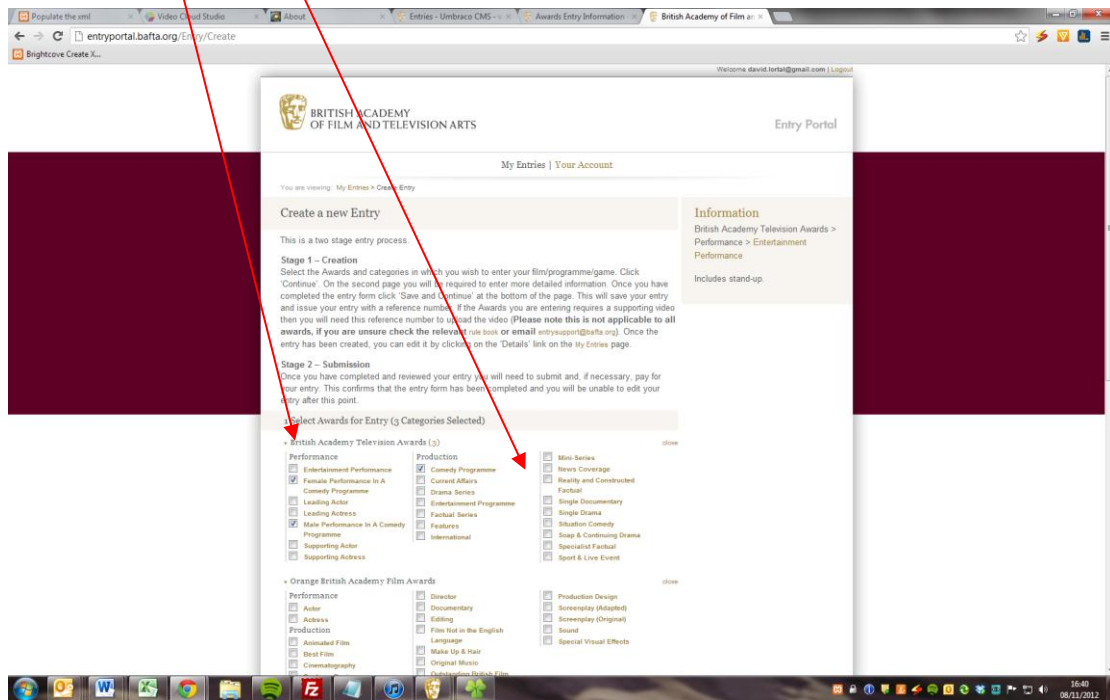 Populate the xml
Video Cloud Studio
About
Entries - Umbraco CMS -
Awards Entry Information
British Academy of Film an
entryportal.bafta.org/Entry/Create
Brightcove Create X...
Welcome david.lortal@gmail.com | Logout
BRITISH ACADEMY
OF FILM AND TELEVISION ARTS
Entry Portal
My Entries | Your Account
You are viewing: My Entries > Create Entry
Create a new Entry
This is a two stage entry process.
Stage 1 – Creation
Select the Awards and categories in which you wish to enter your film/programme/game. Click
'Continue'. On the second page you will be required to enter more detailed information. Once you have
completed the entry form click 'Save and Continue' at the bottom of the page. This will save your entry
and issue your entry with a reference number. If the Awards you are entering requires a supporting video
then you will need this reference number to upload the video (Please note this is not applicable to all
awards, if you are unsure check the relevant rule book or email entrysupport@bafta.org). Once the
entry has been created, you can edit it by clicking on the 'Details' link on the My Entries page.
Stage 2 – Submission
Once you have completed and reviewed your entry you will need to submit and, if necessary, pay for
your entry. This confirms that the entry form has been completed and you will be unable to edit your
entry after this point.
1 Select Awards for Entry (3 Categories Selected)
British Academy Television Awards (3)
close
Performance
Entertainment Performance
Female Performance In A
Comedy Programme
Leading Actor
Leading Actress
Male Performance In A Comedy
Programme
Supporting Actor
Supporting Actress
Production
Comedy Programme
Current Affairs
Drama Series
Entertainment Programme
Factual Series
Features
International
Mini-Series
News Coverage
Reality and Constructed
Factual
Single Documentary
Single Drama
Situation Comedy
Soap & Continuing Drama
Specialist Factual
Sport & Live Event
Orange British Academy Film Awards
close
Performance
Actor
Actress
Production
Animated Film
Best Film
Cinematography
Director
Documentary
Editing
Film Not in the English
Language
Make Up & Hair
Original Music
Outstanding British Film
Production Design
Screenplay (Adapted)
Screenplay (Original)
Sound
Special Visual Effects
Information
British Academy Television Awards >
Performance > Entertainment
Performance
Includes stand-up.
16:40
08/11/2012